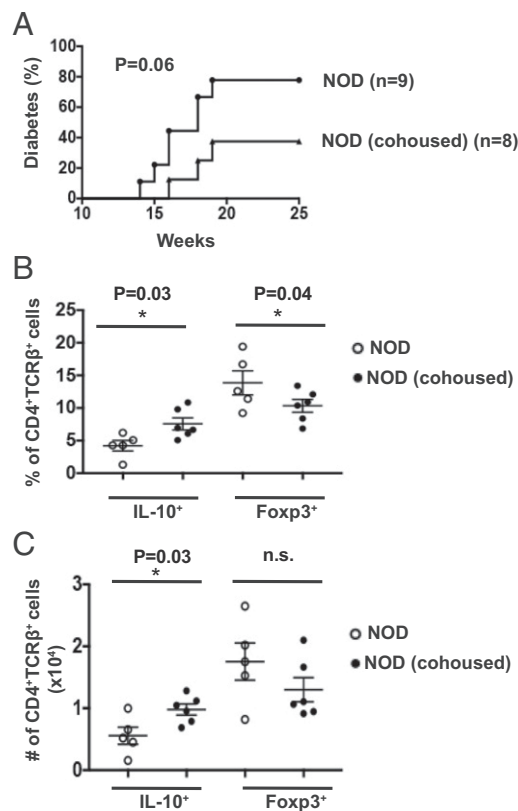 A
Diabetes (%)
100
80
60
40
20
0
P=0.06
NOD (n=9)
NOD (cohoused) (n=8)
10 15 20 25
Weeks
B
P=0.03 P=0.04
* *
% of CD4⁺TCRβ⁺ cells
25
20
15
10
5
0
NOD
NOD (cohoused)
IL-10⁺ Foxp3⁺
C
P=0.03 n.s.
*
# of CD4⁺TCRβ⁺ cells
(x10⁴)
3
2
1
0
NOD
NOD (cohoused)
IL-10⁺ Foxp3⁺